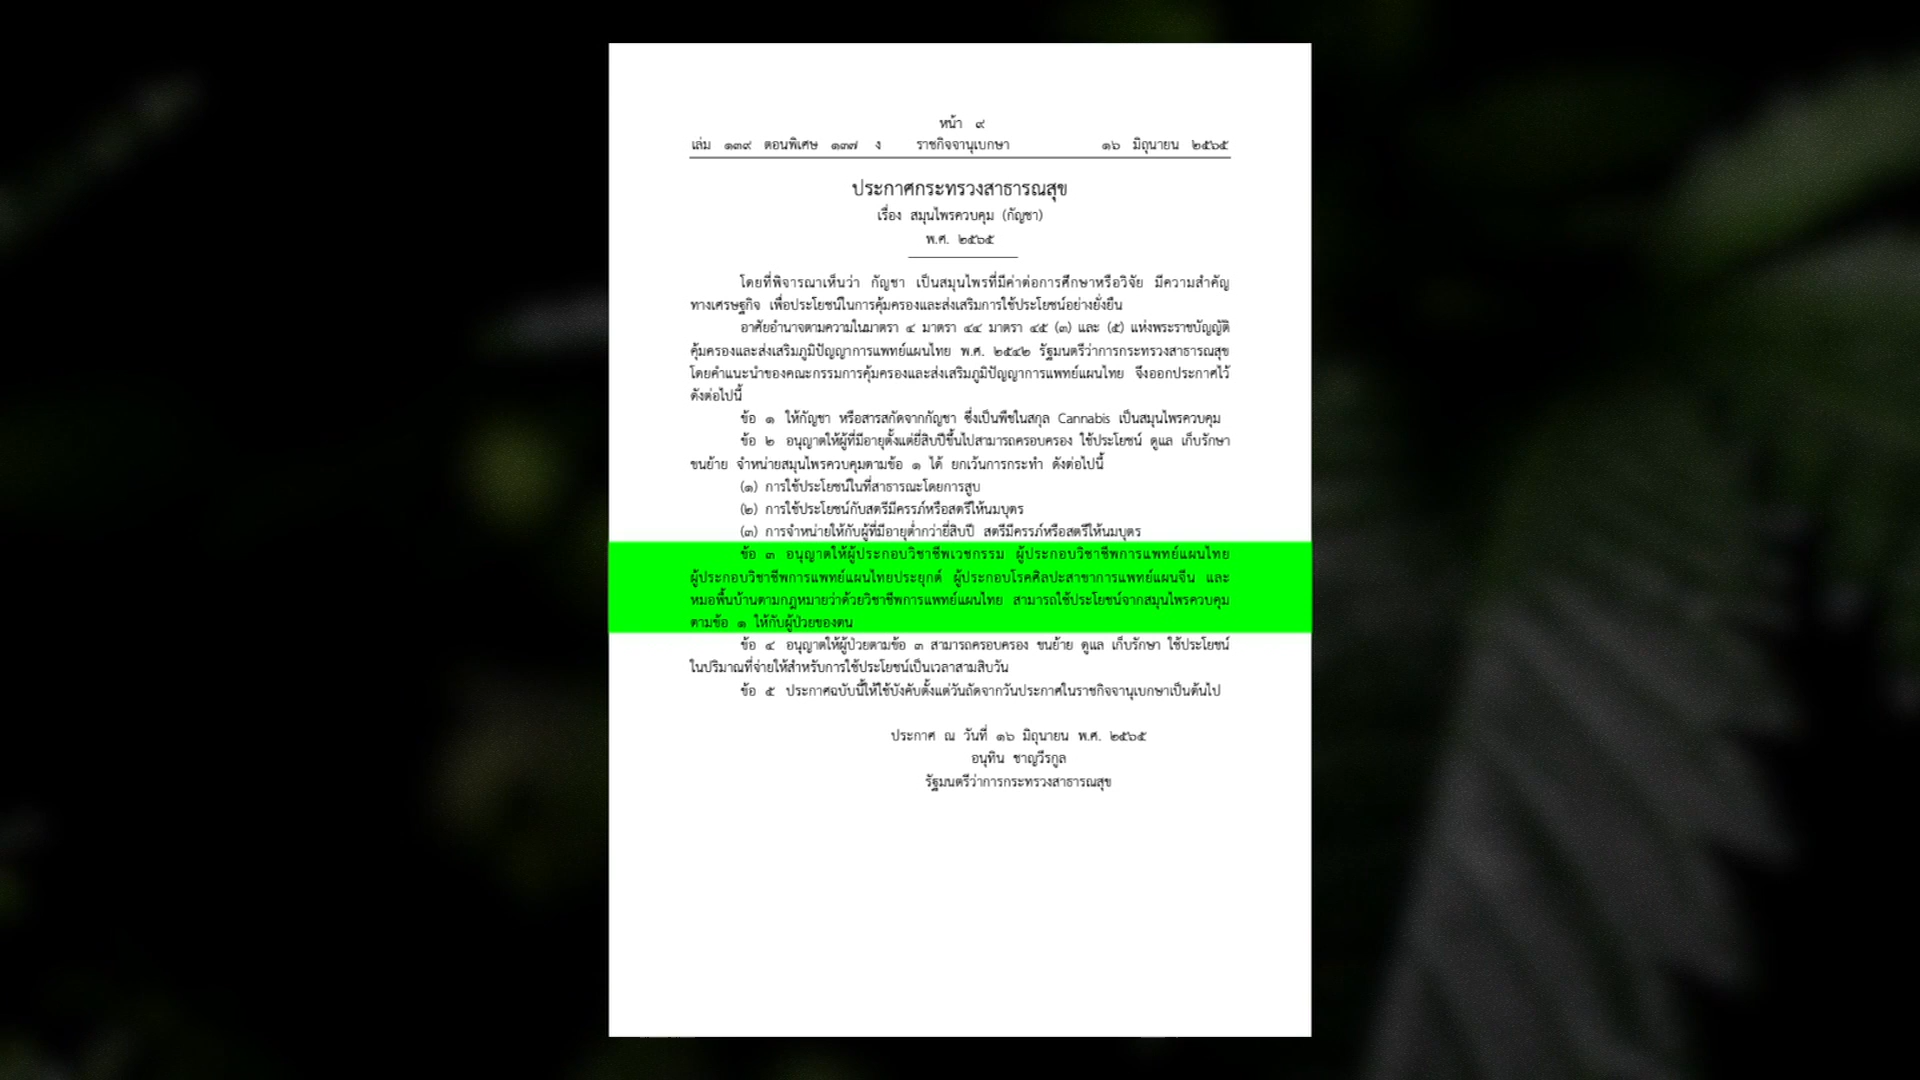 หน้า ๙
เล่ม ๑๓๙ ตอนพิเศษ ๑๓๗ ง ราชกิจจานุเบกษา ๑๖ มิถุนายน ๒๕๖๕
ประกาศกระทรวงสาธารณสุข
เรื่อง สมุนไพรควบคุม (กัญชา)
พ.ศ. ๒๕๖๕
โดยที่พิจารณาเห็นว่า กัญชา เป็นสมุนไพรที่มีค่าต่อการศึกษาหรือวิจัย มีความสำคัญ
ทางเศรษฐกิจ เพื่อประโยชน์ในการคุ้มครองและส่งเสริมการใช้ประโยชน์อย่างยั่งยืน
อาศัยอำนาจตามความในมาตรา ๔ มาตรา ๔๔ มาตรา ๔๕ (๓) และ (๕) แห่งพระราชบัญญัติ
คุ้มครองและส่งเสริมภูมิปัญญาการแพทย์แผนไทย พ.ศ. ๒๕๔๒ รัฐมนตรีว่าการกระทรวงสาธารณสุข
โดยคำแนะนำของคณะกรรมการคุ้มครองและส่งเสริมภูมิปัญญาการแพทย์แผนไทย จึงออกประกาศไว้
ดังต่อไปนี้
ข้อ ๑ ให้กัญชา หรือสารสกัดจากกัญชา ซึ่งเป็นพืชในสกุล Cannabis เป็นสมุนไพรควบคุม
ข้อ ๒ อนุญาตให้ผู้ที่มีอายุตั้งแต่ยี่สิบปีขึ้นไปสามารถครอบครอง ใช้ประโยชน์ ดูแล เก็บรักษา
ขนย้าย จำหน่ายสมุนไพรควบคุมตามข้อ ๑ ได้ ยกเว้นการกระทำ ดังต่อไปนี้
(๑) การใช้ประโยชน์ในที่สาธารณะโดยการสูบ
(๒) การใช้ประโยชน์กับสตรีมีครรภ์หรือสตรีให้นมบุตร
(๓) การจำหน่ายให้กับผู้ที่มีอายุต่ำกว่ายี่สิบปี สตรีมีครรภ์หรือสตรีให้นมบุตร
ข้อ ๓ อนุญาตให้ผู้ประกอบวิชาชีพเวชกรรม ผู้ประกอบวิชาชีพการแพทย์แผนไทย
ผู้ประกอบวิชาชีพการแพทย์แผนไทยประยุกต์ ผู้ประกอบโรคศิลปะสาขาการแพทย์แผนจีน และ
หมอพื้นบ้านตามกฎหมายว่าด้วยวิชาชีพการแพทย์แผนไทย สามารถใช้ประโยชน์จากสมุนไพรควบคุม
ตามข้อ ๑ ให้กับผู้ป่วยของตน
ข้อ ๔ อนุญาตให้ผู้ป่วยตามข้อ ๓ สามารถครอบครอง ขนย้าย ดูแล เก็บรักษา ใช้ประโยชน์
ในปริมาณที่จ่ายให้สำหรับการใช้ประโยชน์เป็นเวลาสามสิบวัน
ข้อ ๕ ประกาศฉบับนี้ให้ใช้บังคับตั้งแต่วันถัดจากวันประกาศในราชกิจจานุเบกษาเป็นต้นไป
ประกาศ ณ วันที่ ๑๖ มิถุนายน พ.ศ. ๒๕๖๕
อนุทิน ชาญวีรกูล
รัฐมนตรีว่าการกระทรวงสาธารณสุข